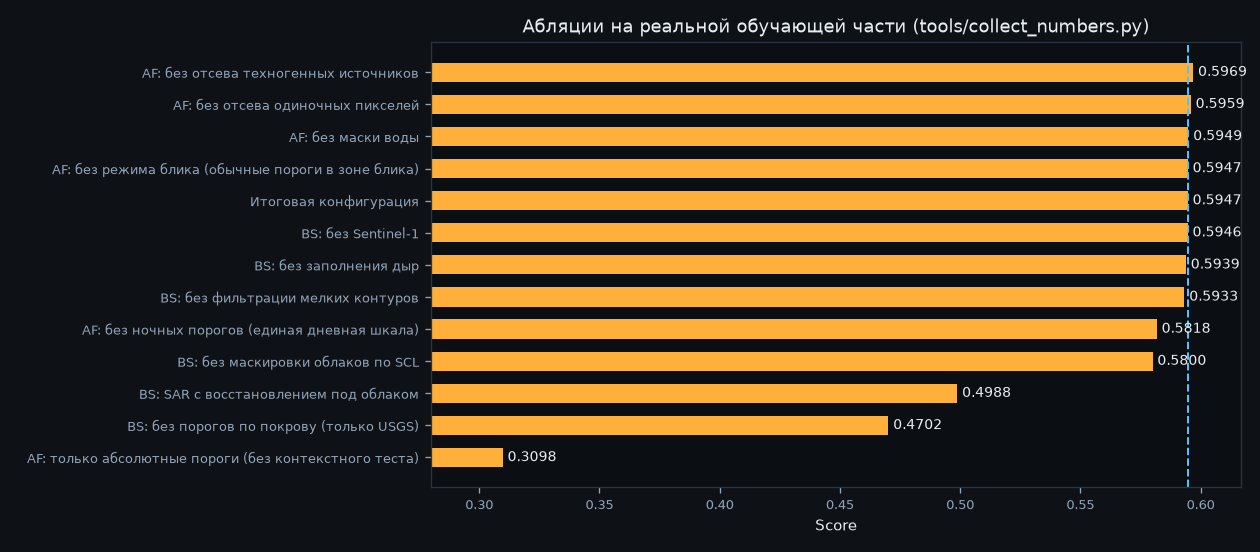 Абляции на реальной обучающей части (tools/collect_numbers.py)
AF: без отсева техногенных источников 0.5969
AF: без отсева одиночных пикселей 0.5959
AF: без маски воды 0.5949
AF: без режима блика (обычные пороги в зоне блика) 0.5947
Итоговая конфигурация 0.5947
BS: без Sentinel-1 0.5946
BS: без заполнения дыр 0.5939
BS: без фильтрации мелких контуров 0.5933
AF: без ночных порогов (единая дневная шкала) 0.5818
BS: без маскировки облаков по SCL 0.5800
BS: SAR с восстановлением под облаком 0.4988
BS: без порогов по покрову (только USGS) 0.4702
AF: только абсолютные пороги (без контекстного теста) 0.3098
0.30 0.35 0.40 0.45 0.50 0.55 0.60
Score